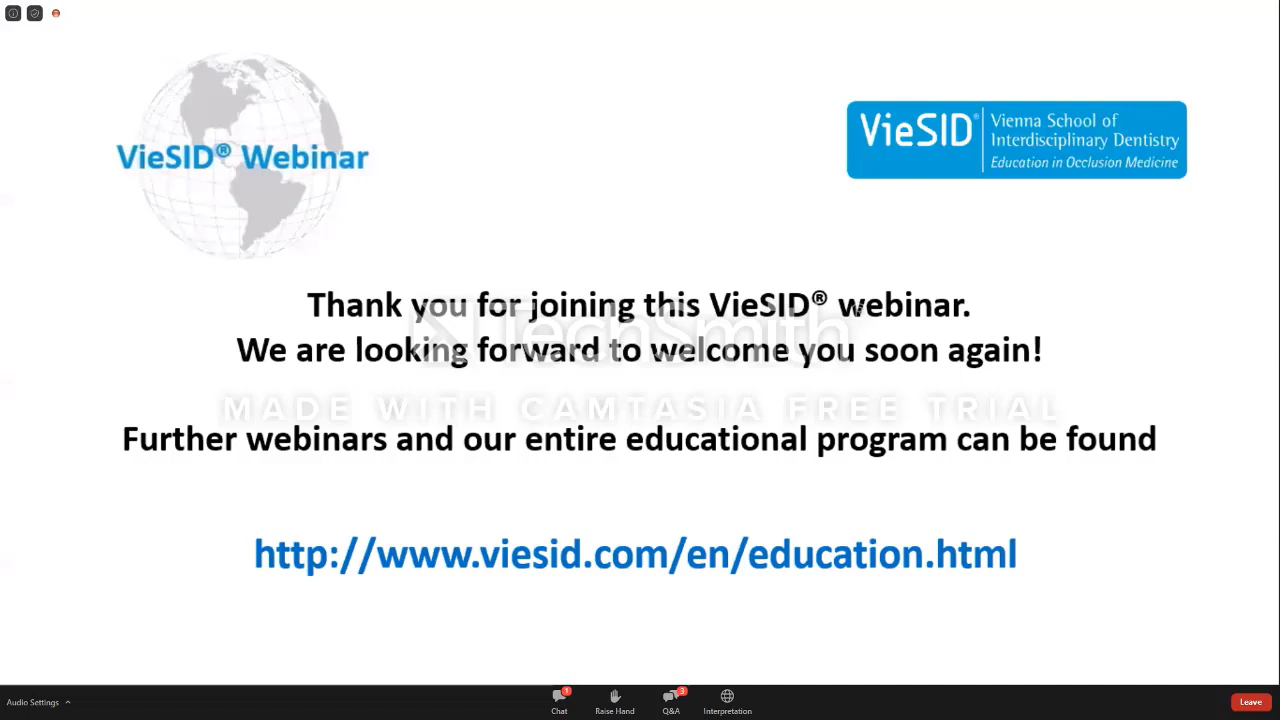 VieSID® Webinar
VieSID® Vienna School of
Interdisciplinary Dentistry
Education in Occlusion Medicine
Thank you for joining this VieSID® webinar.
We are looking forward to welcome you soon again!
TechSmith
MADE WITH CAMTASIA FREE TRIAL
Further webinars and our entire educational program can be found
http://www.viesid.com/en/education.html
Audio Settings
1
Chat
Raise Hand
3
Q&A
Interpretation
Leave